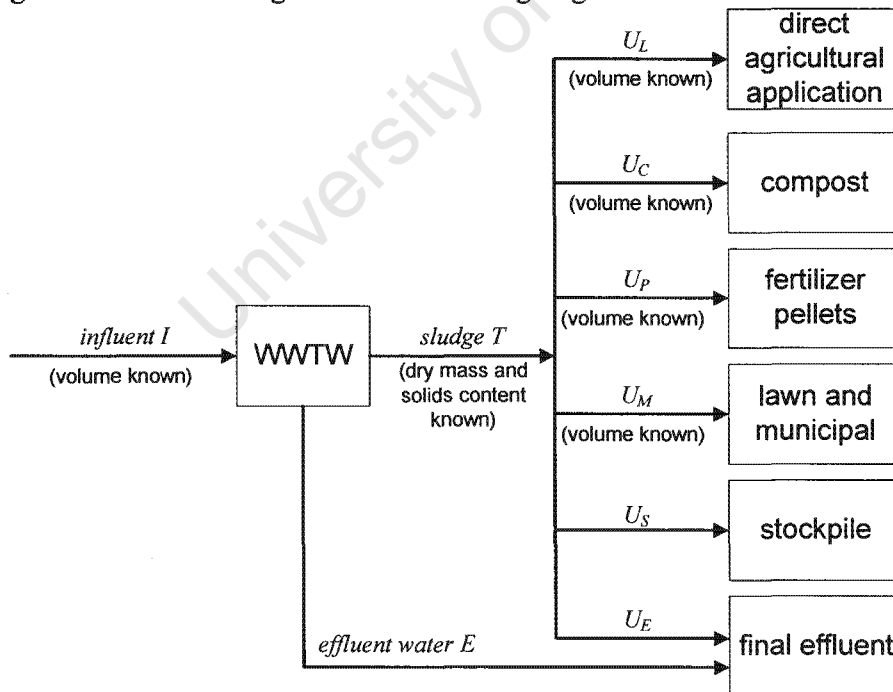 University of
U_L
(volume known)
direct
agricultural
application
U_C
(volume known)
compost
U_P
(volume known)
fertilizer
pellets
influent I
(volume known)
WWTW
sludge T
(dry mass and
solids content
known)
U_M
(volume known)
lawn and
municipal
U_S
stockpile
U_E
effluent water E
final effluent